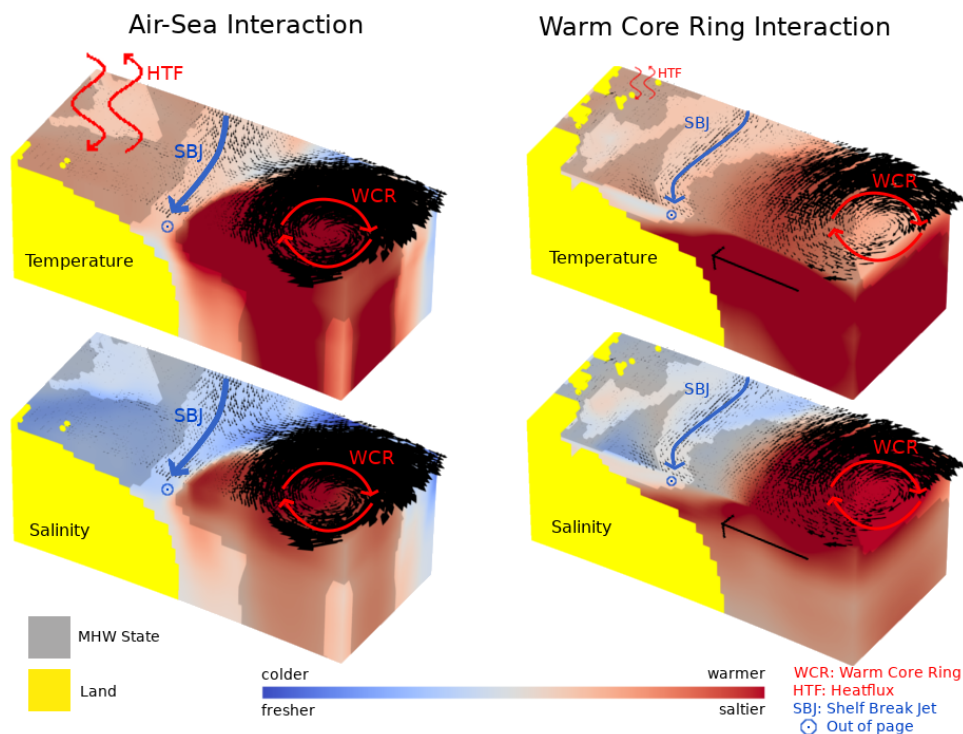 Air-Sea Interaction
Warm Core Ring Interaction
HTF
SBJ
WCR
Temperature
HTF
SBJ
WCR
Temperature
SBJ
WCR
Salinity
SBJ
WCR
Salinity
MHW State
Land
colder
warmer
fresher
saltier
WCR: Warm Core Ring
HTF: Heatflux
SBJ: Shelf Break Jet
Out of page